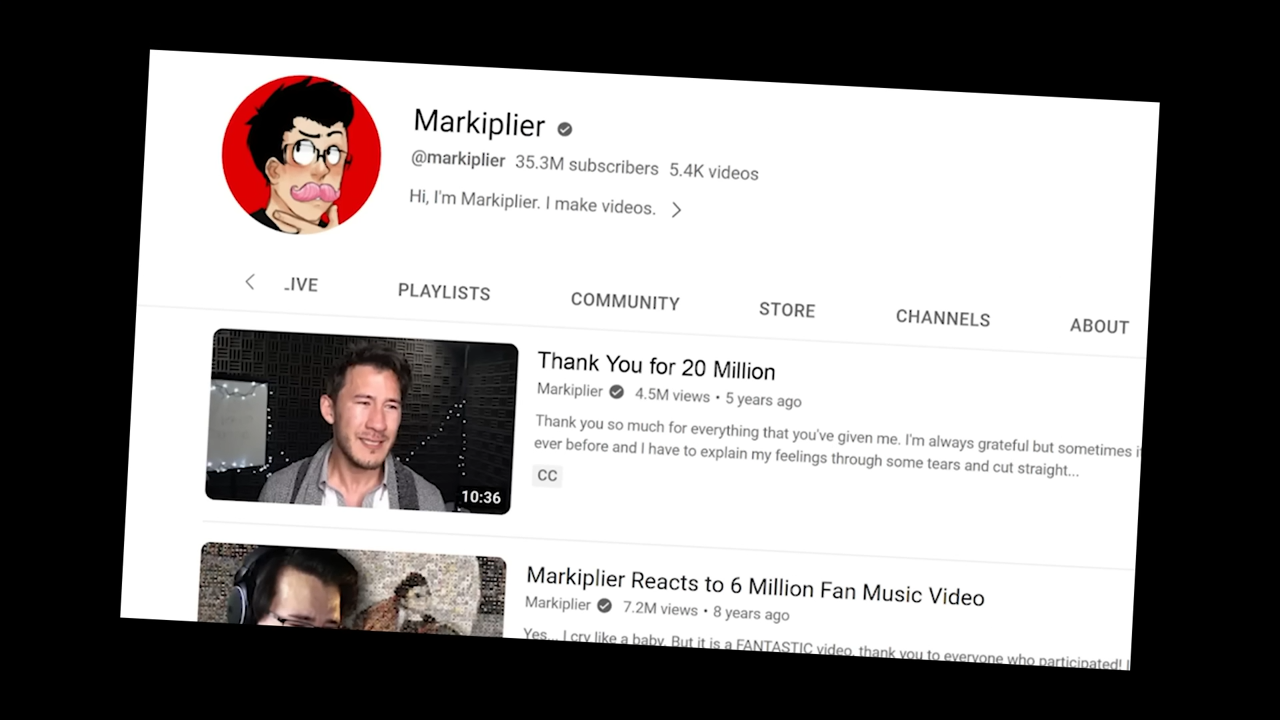 Markiplier
@markiplier 35.3M subscribers 5.4K videos
Hi, I'm Markiplier. I make videos.
LIVE PLAYLISTS COMMUNITY STORE CHANNELS ABOUT
Thank You for 20 Million
Markiplier 4.5M views • 5 years ago
Thank you so much for everything that you've given me. I'm always grateful but sometimes
ever before and I have to explain my feelings through some tears and cut straight...
CC
10:36
Markiplier Reacts to 6 Million Fan Music Video
Markiplier 7.2M views • 8 years ago
Yes... I cry like a baby. But it is a FANTASTIC video, thank you to everyone who participated! I